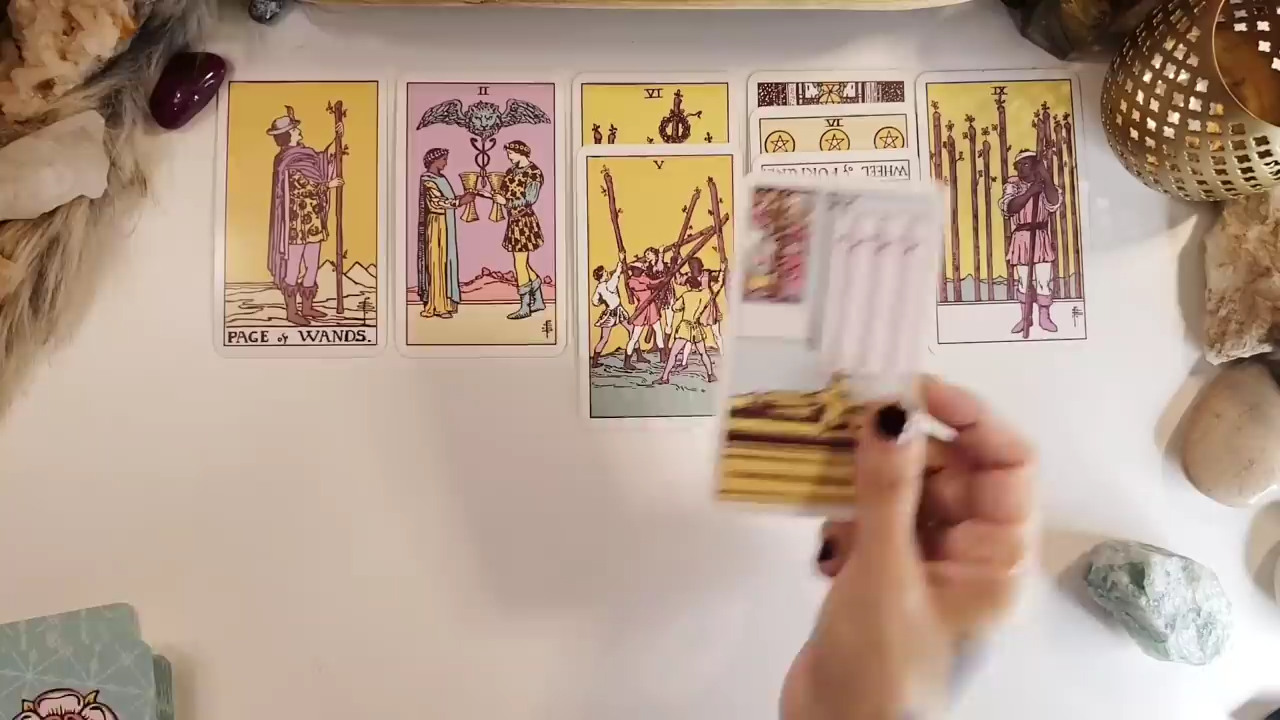 PAGE of WANDS.
II
VI
V
VI
WHEEL of FORTUNE
IX